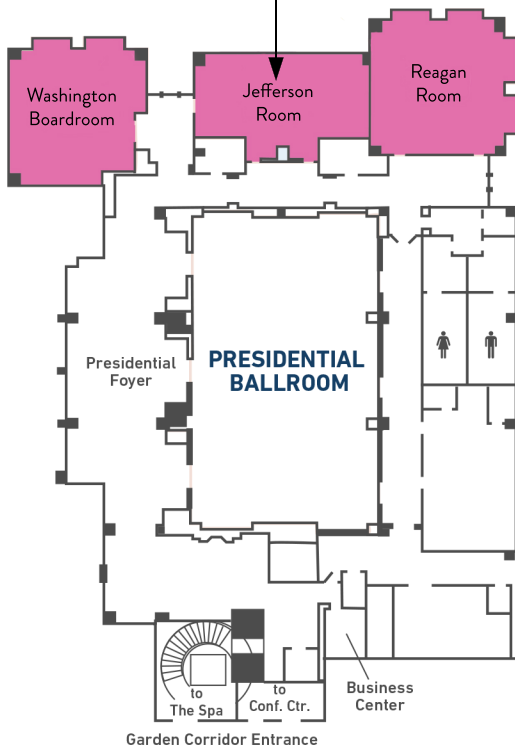 Washington
Boardroom
Jefferson
Room
Reagan
Room
Presidential
Foyer
PRESIDENTIAL
BALLROOM
to
The Spa
to
Conf. Ctr.
Business
Center
Garden Corridor Entrance